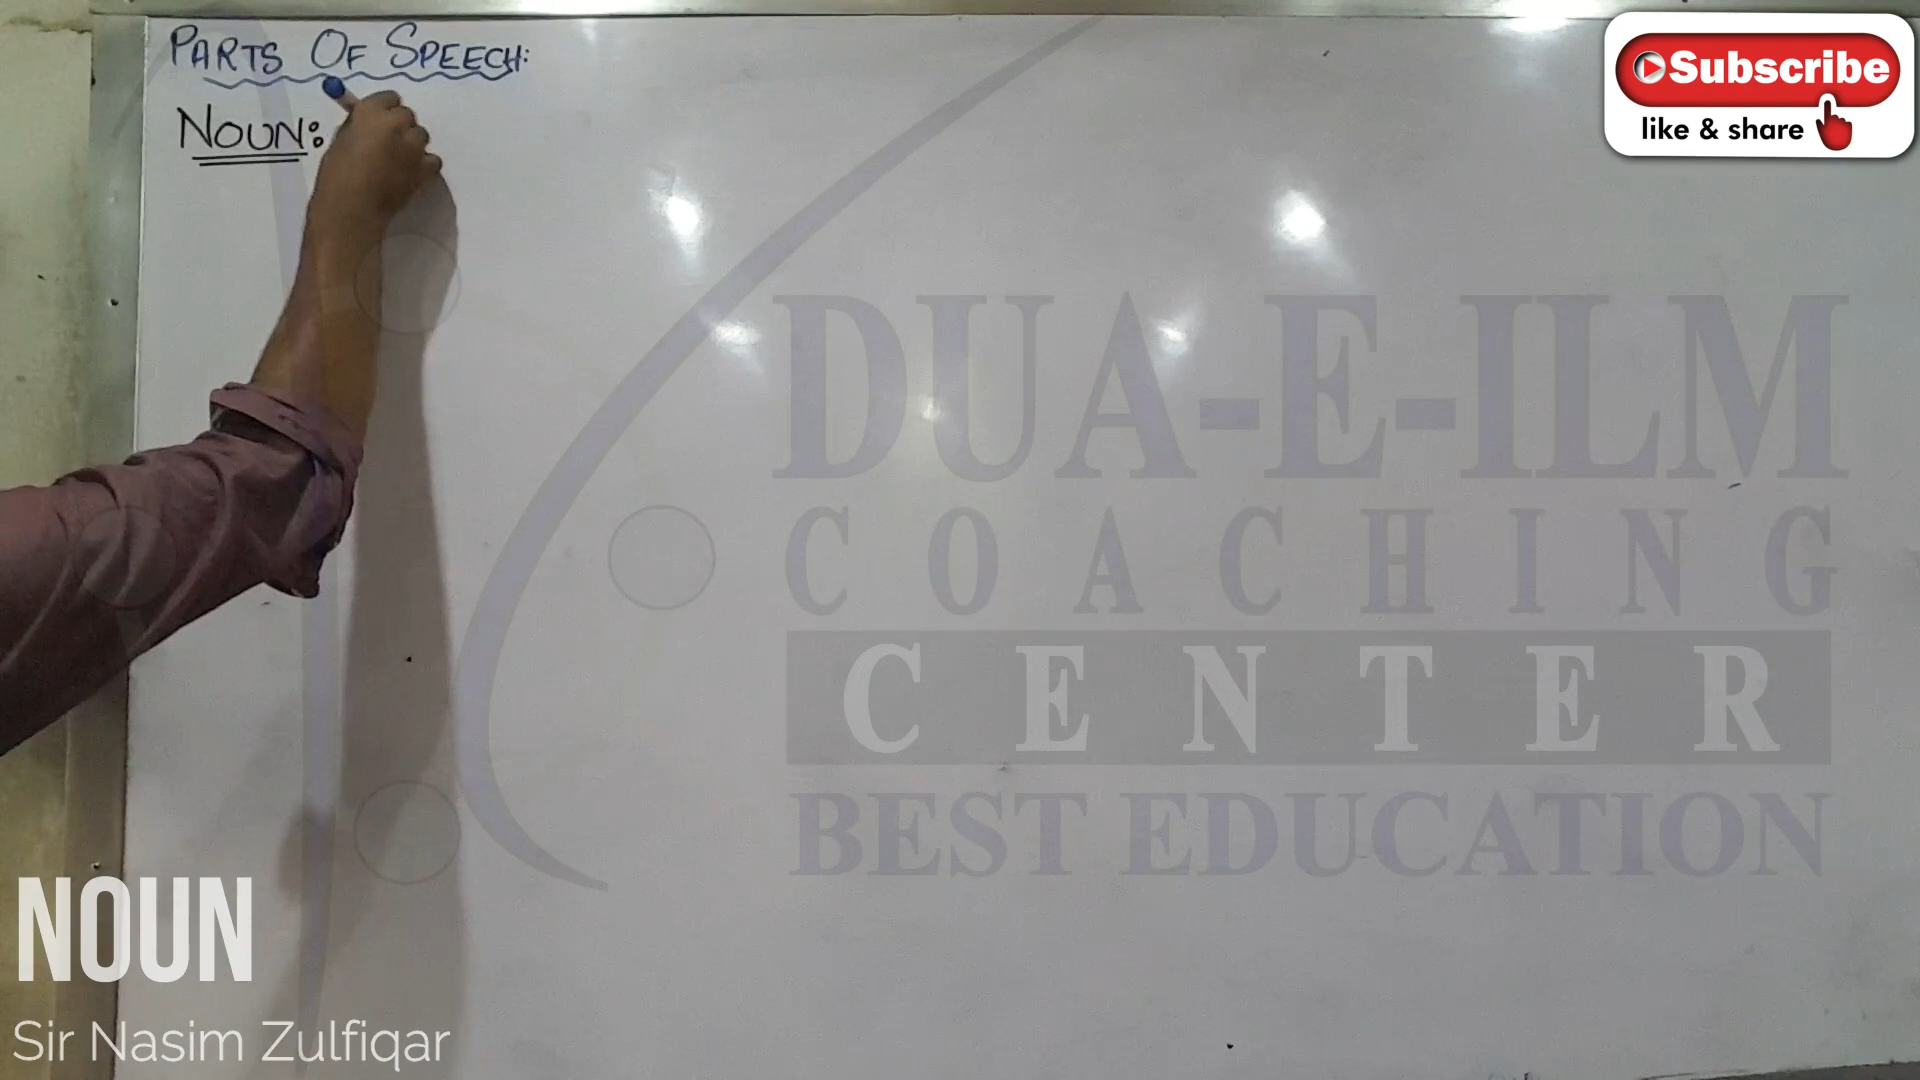 PARTS OF SPEECH:
NOUN:
Subscribe
like & share
DUA-E-ILM
COACHING
CENTER
BEST EDUCATION
NOUN
Sir Nasim Zulfiqar